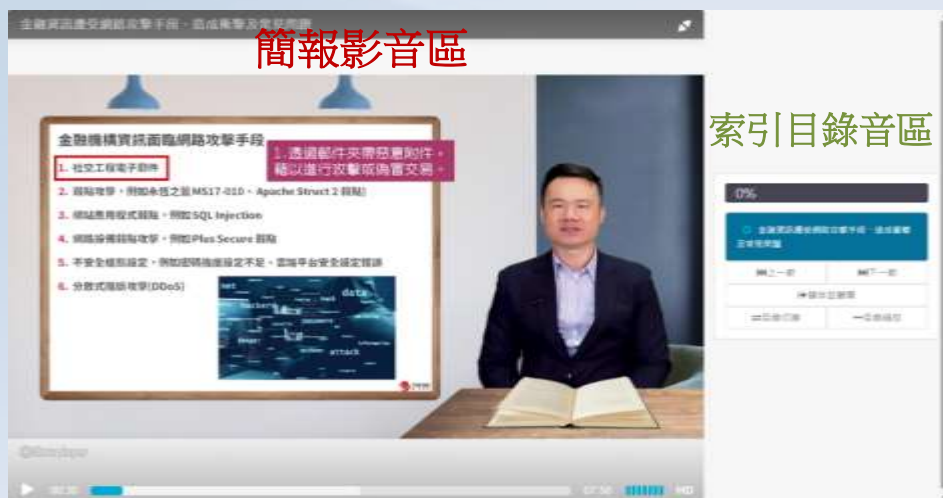 金融資訊遭受網路攻擊手段、造成衝擊及常見問題
簡報影音區
金融機構資訊面臨網路攻擊手段
1. 社交工程電子郵件
1.透過郵件夾帶惡意附件，
藉以進行攻擊或偽冒交易。
2. 弱點攻擊，例如永恆之藍MS17-010、Apache Struct 2 弱點)
3. 網站應用程式弱點，例如SQL Injection
4. 網路設備弱點攻擊，例如Plus Secure 弱點
5. 不安全組態設定，例如密碼強度設定不足、雲端平台安全設定錯誤
6. 分散式阻斷攻擊(DDoS)
net
data
attack
索引目錄音區
0%
金融資訊遭受網路攻擊手段、造成衝擊
及常見問題
上一節
下一節
HD